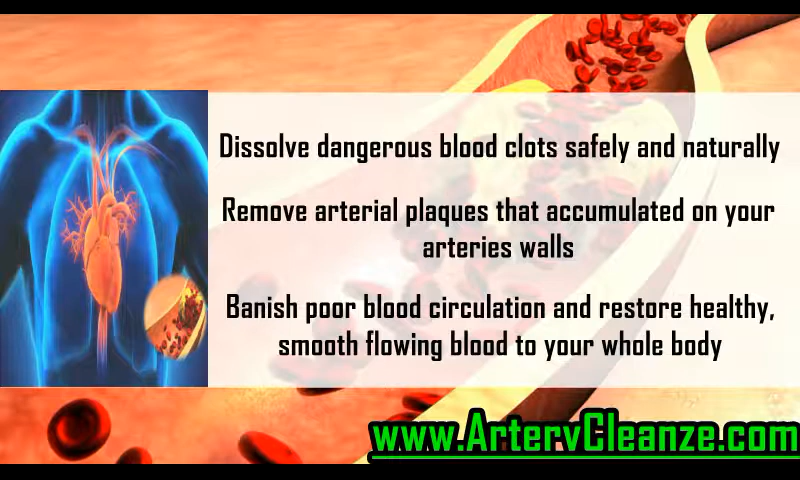 Dissolve dangerous blood clots safely and naturally
Remove arterial plaques that accumulated on your
arteries walls
Banish poor blood circulation and restore healthy,
smooth flowing blood to your whole body
www.ArtervCleanze.com